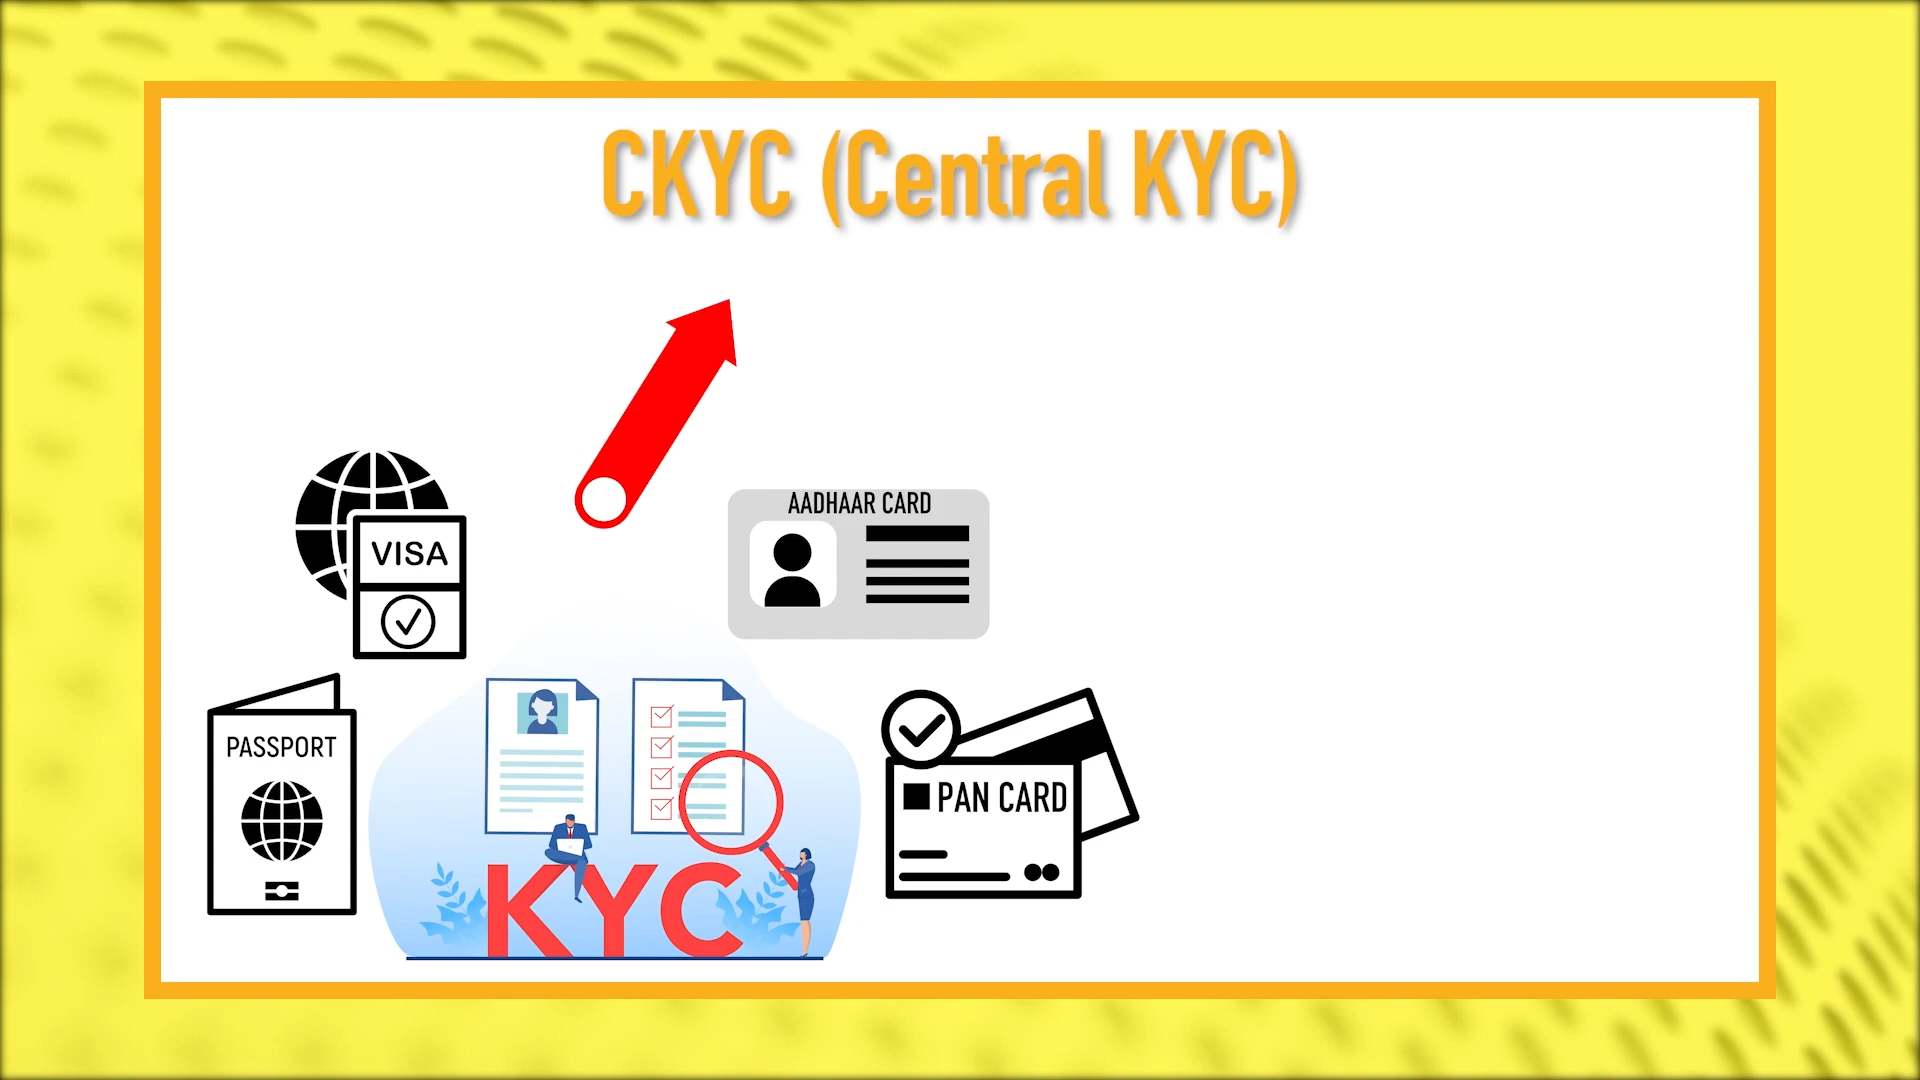 CKYC (Central KYC)
AADHAAR CARD
VISA
PASSPORT
PAN CARD
KYC